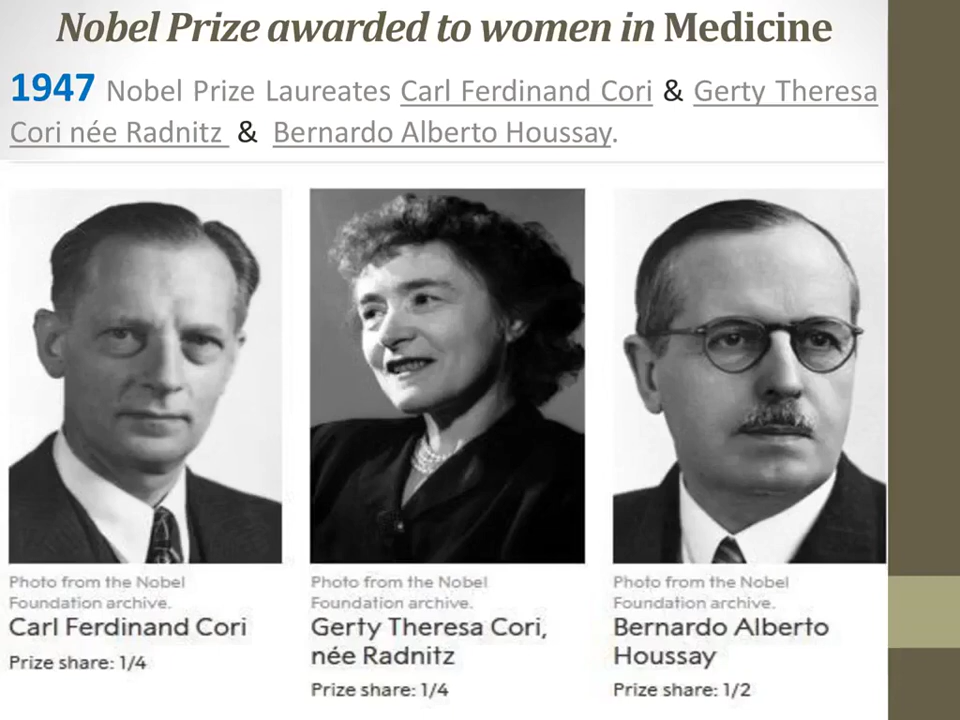 Nobel Prize awarded to women in Medicine
1947 Nobel Prize Laureates Carl Ferdinand Cori & Gerty Theresa
Cori née Radnitz & Bernardo Alberto Houssay.
Photo from the Nobel
Foundation archive.
Carl Ferdinand Cori
Prize share: 1/4
Photo from the Nobel
Foundation archive.
Gerty Theresa Cori,
née Radnitz
Prize share: 1/4
Photo from the Nobel
Foundation archive.
Bernardo Alberto
Houssay
Prize share: 1/2